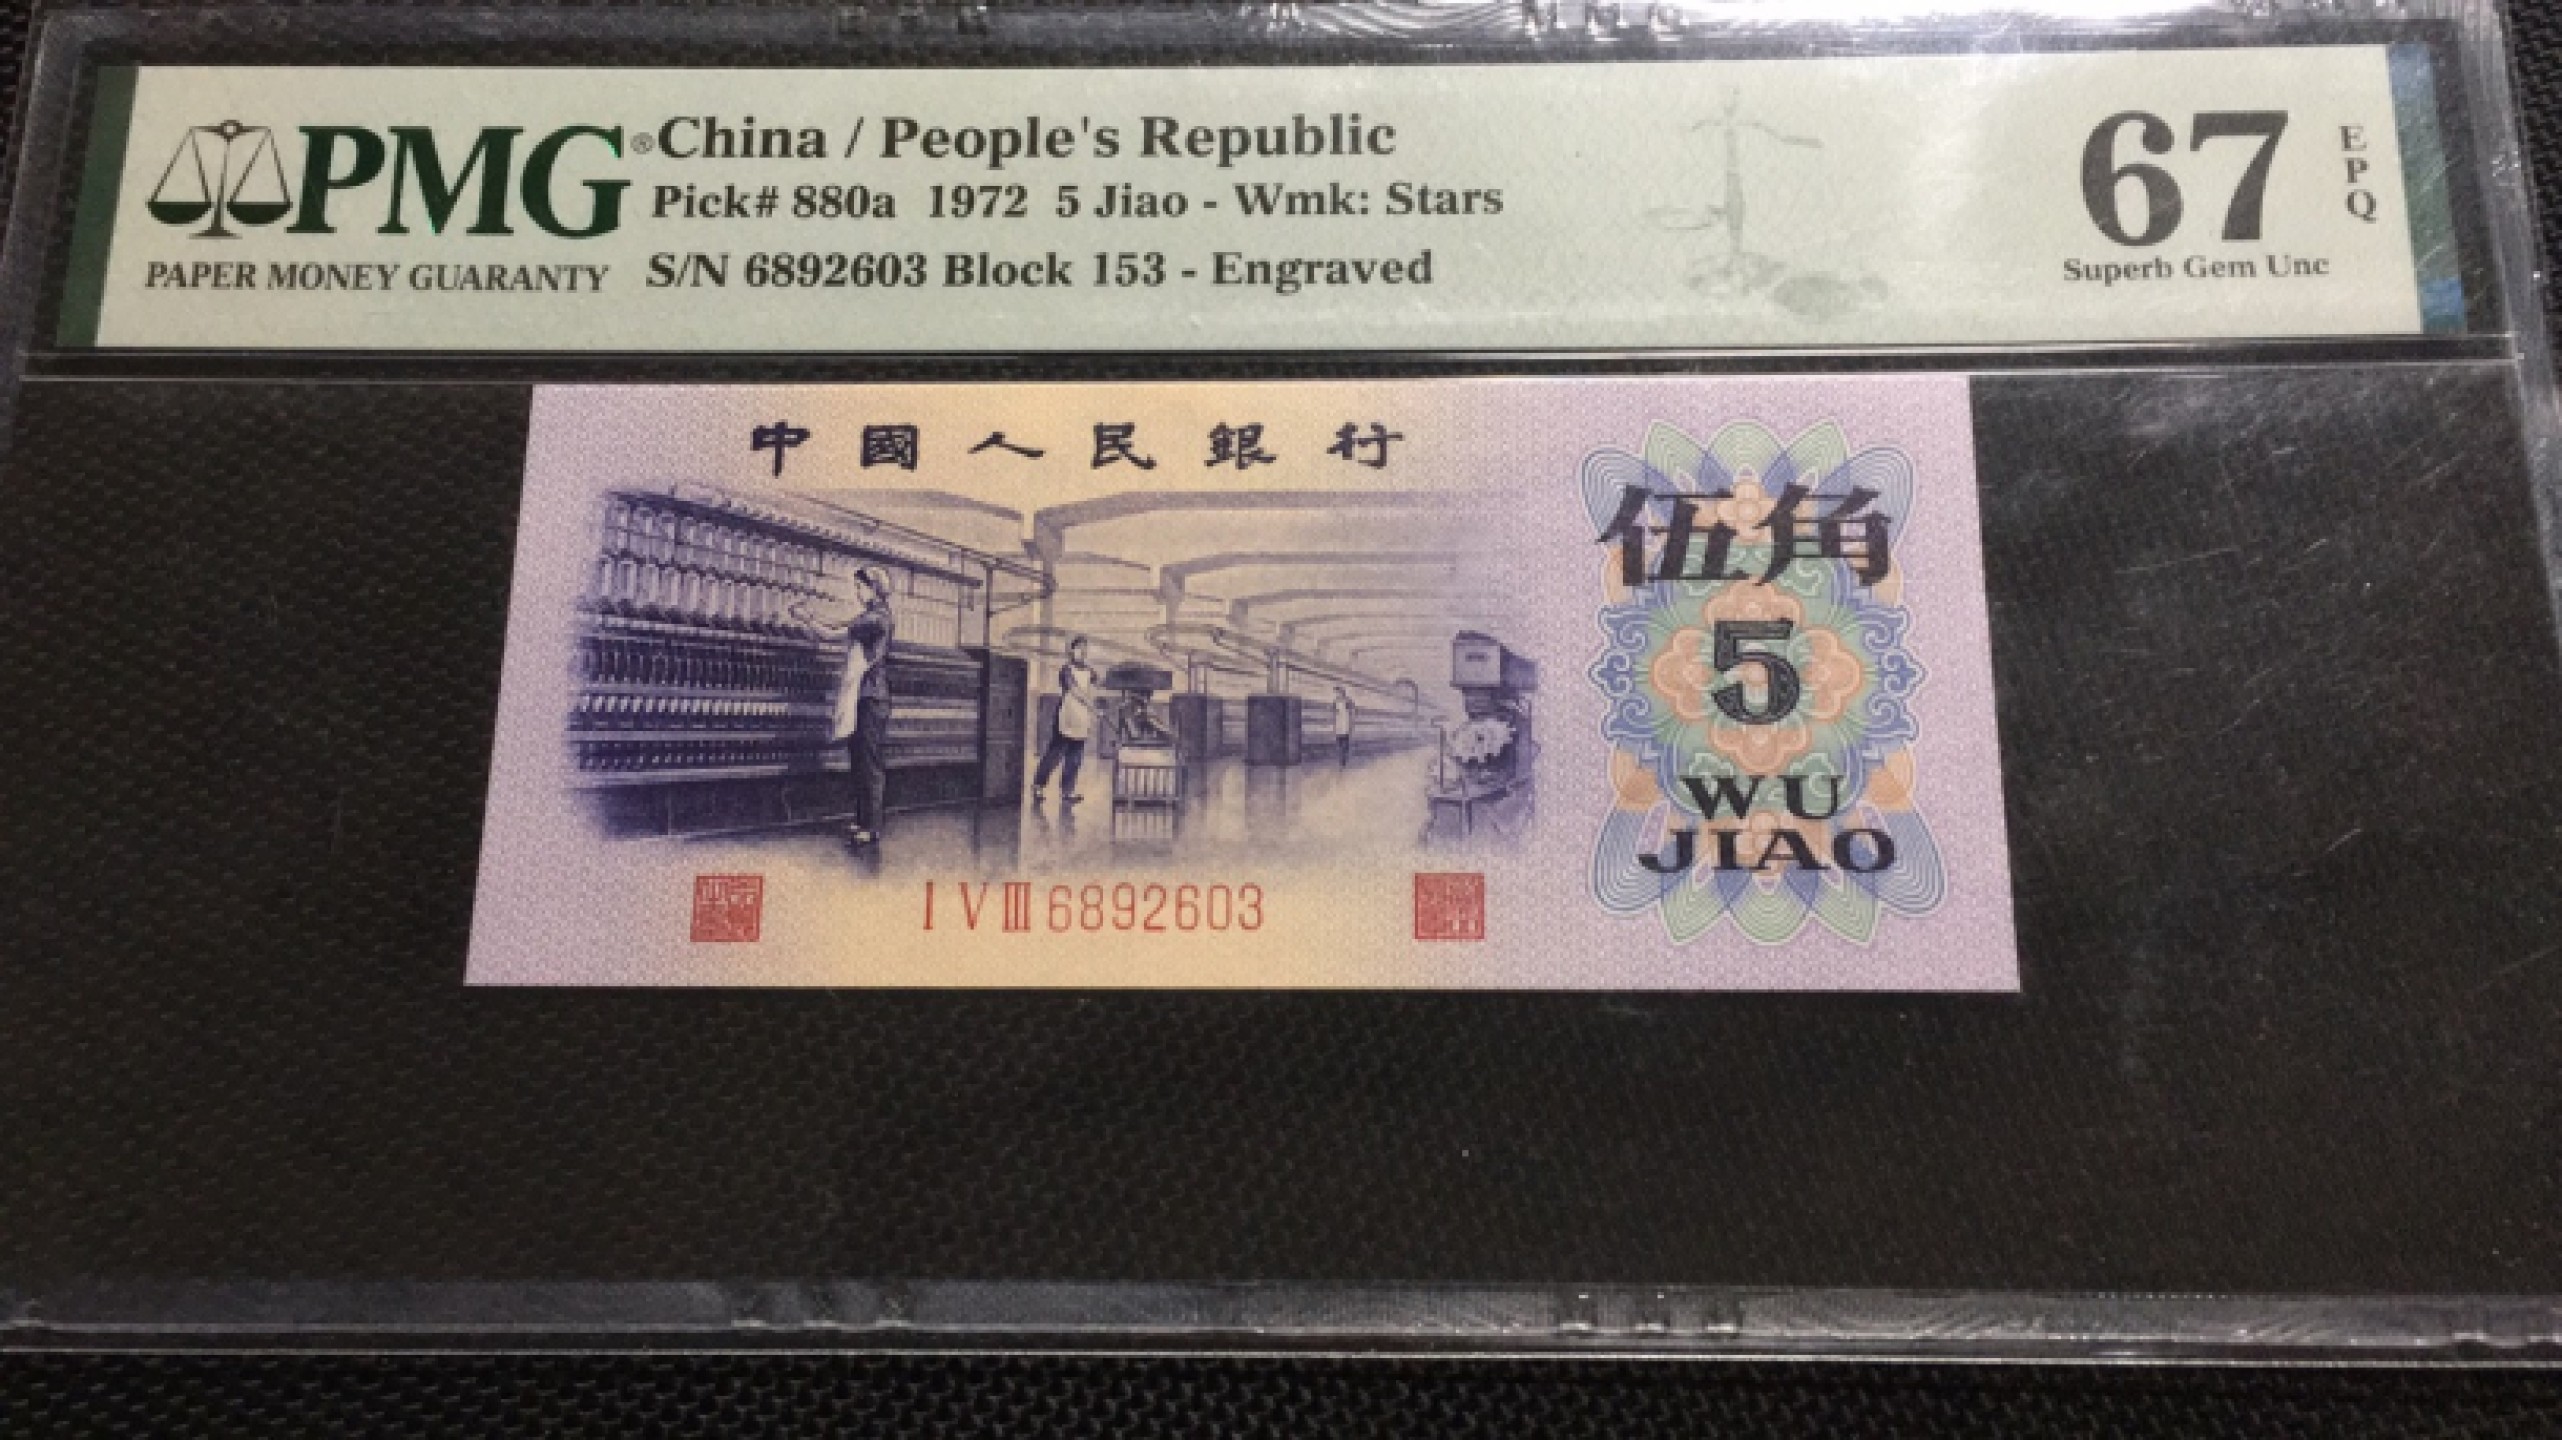 PMG® China / People's Republic
Pick# 880a 1972 5 Jiao - Wmk: Stars
PAPER MONEY GUARANTY S/N 6892603 Block 153 - Engraved
67 EPQ
Superb Gem Unc
中國人民銀行
伍角
5
WU
JIAO
I V III 6892603